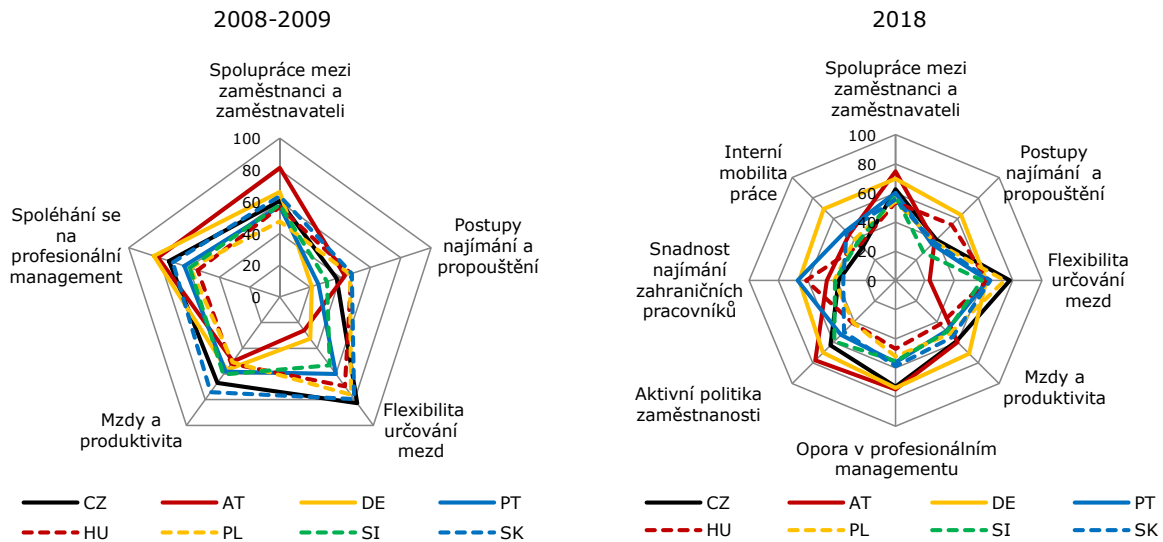 2008-2009
Spolupráce mezi
zaměstnanci a
zaměstnavateli
100
80
60
40
20
0
Postupy
najímání a
propouštění
Flexibilita
určování
mezd
Mzdy a
produktivita
Spoléhání se
na
profesionální
management
CZ
AT
DE
PT
HU
PL
SI
SK
2018
Spolupráce mezi
zaměstnanci a
zaměstnavateli
100
80
60
40
20
0
Postupy
najímání a
propouštění
Flexibilita
určování
mezd
Mzdy a
produktivita
Opora v profesionálním
managementu
Aktivní politika
zaměstnanosti
Snadnost
najímání
zahraničních
pracovníků
Interní
mobilita
práce
CZ
AT
DE
PT
HU
PL
SI
SK